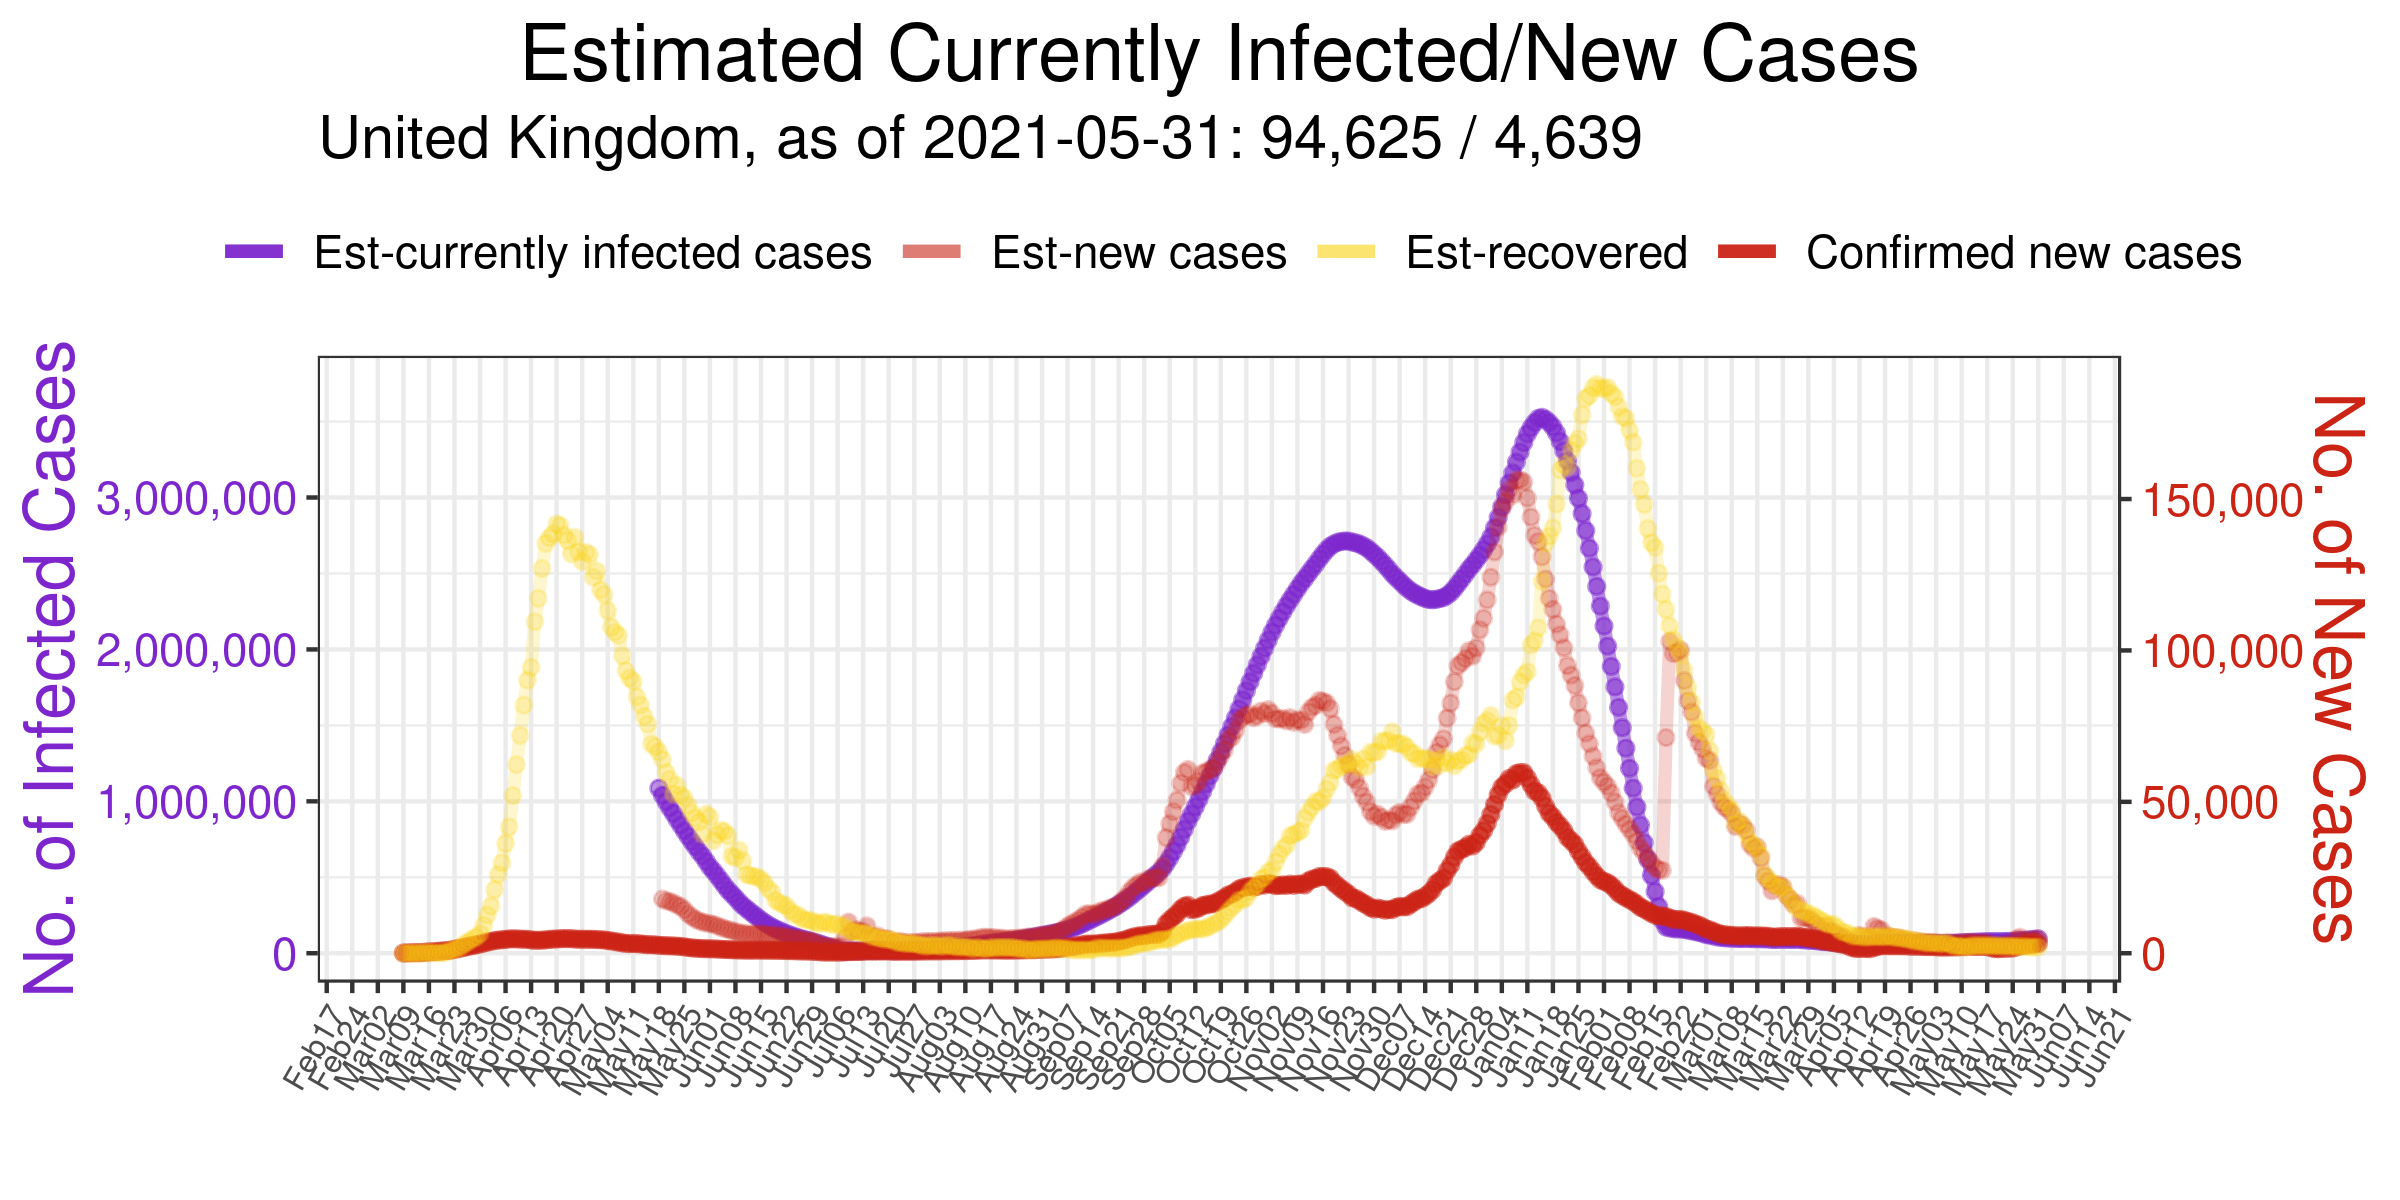 Estimated Currently Infected/New Cases
United Kingdom, as of 2021-05-31: 94,625 / 4,639
Est-currently infected cases Est-new cases Est-recovered Confirmed new cases
No. of Infected Cases
3,000,000
2,000,000
1,000,000
0
150,000
100,000
50,000
0
No. of New Cases
Feb17 Feb24 Mar02 Mar09 Mar16 Mar23 Mar30 Apr06 Apr13 Apr20 Apr27 May04 May11 May18 May25 Jun01 Jun08 Jun15 Jun22 Jun29 Jul06 Jul13 Jul20 Jul27 Aug03 Aug10 Aug17 Aug24 Aug31 Sep07 Sep14 Sep21 Sep28 Oct05 Oct12 Oct19 Oct26 Nov02 Nov09 Nov16 Nov23 Nov30 Dec07 Dec14 Dec21 Dec28 Jan04 Jan11 Jan18 Jan25 Feb01 Feb08 Feb15 Feb22 Mar01 Mar08 Mar15 Mar22 Mar29 Apr05 Apr12 Apr19 Apr26 May03 May10 May17 May24 May31 Jun07 Jun14 Jun21